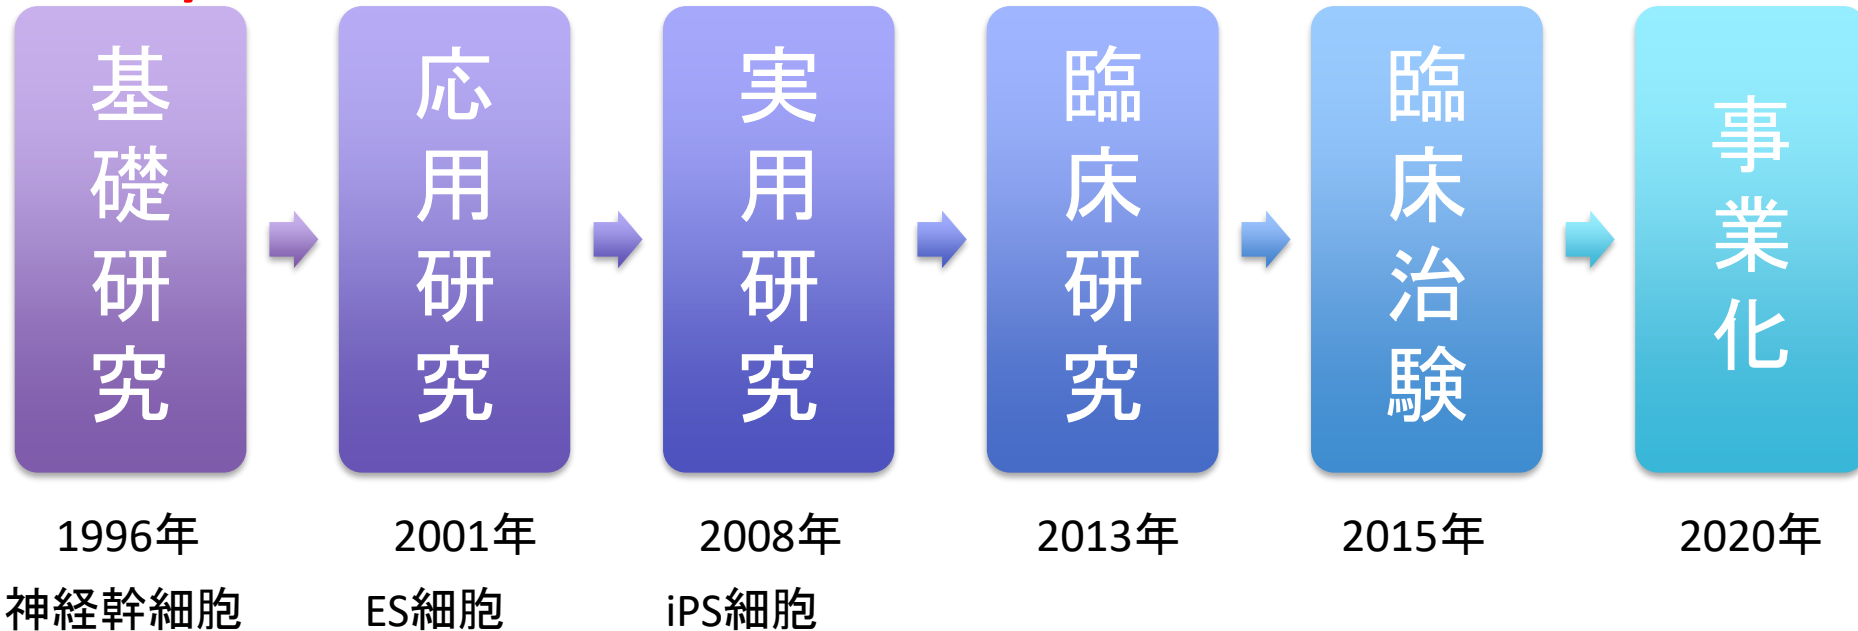 基礎研究
応用研究
実用研究
臨床研究
臨床治験
事業化
1996年
2001年
2008年
2013年
2015年
2020年
神経幹細胞
ES細胞
iPS細胞